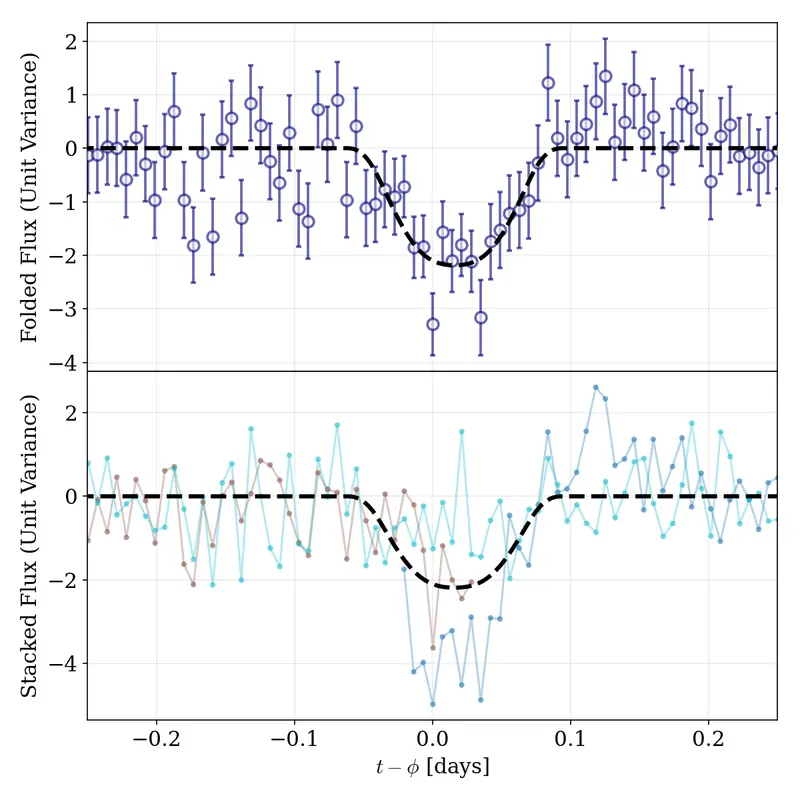 Folded Flux (Unit Variance)
2
1
0
−1
−2
−3
−4
Stacked Flux (Unit Variance)
2
0
−2
−4
−0.2 −0.1 0.0 0.1 0.2
t − ϕ [days]